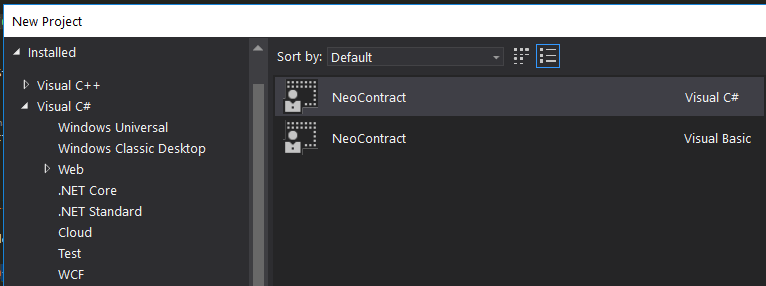 New Project
Installed
Visual C++
Visual C#
Windows Universal
Windows Classic Desktop
Web
.NET Core
.NET Standard
Cloud
Test
WCF
Sort by: Default
NeoContract Visual C#
NeoContract Visual Basic